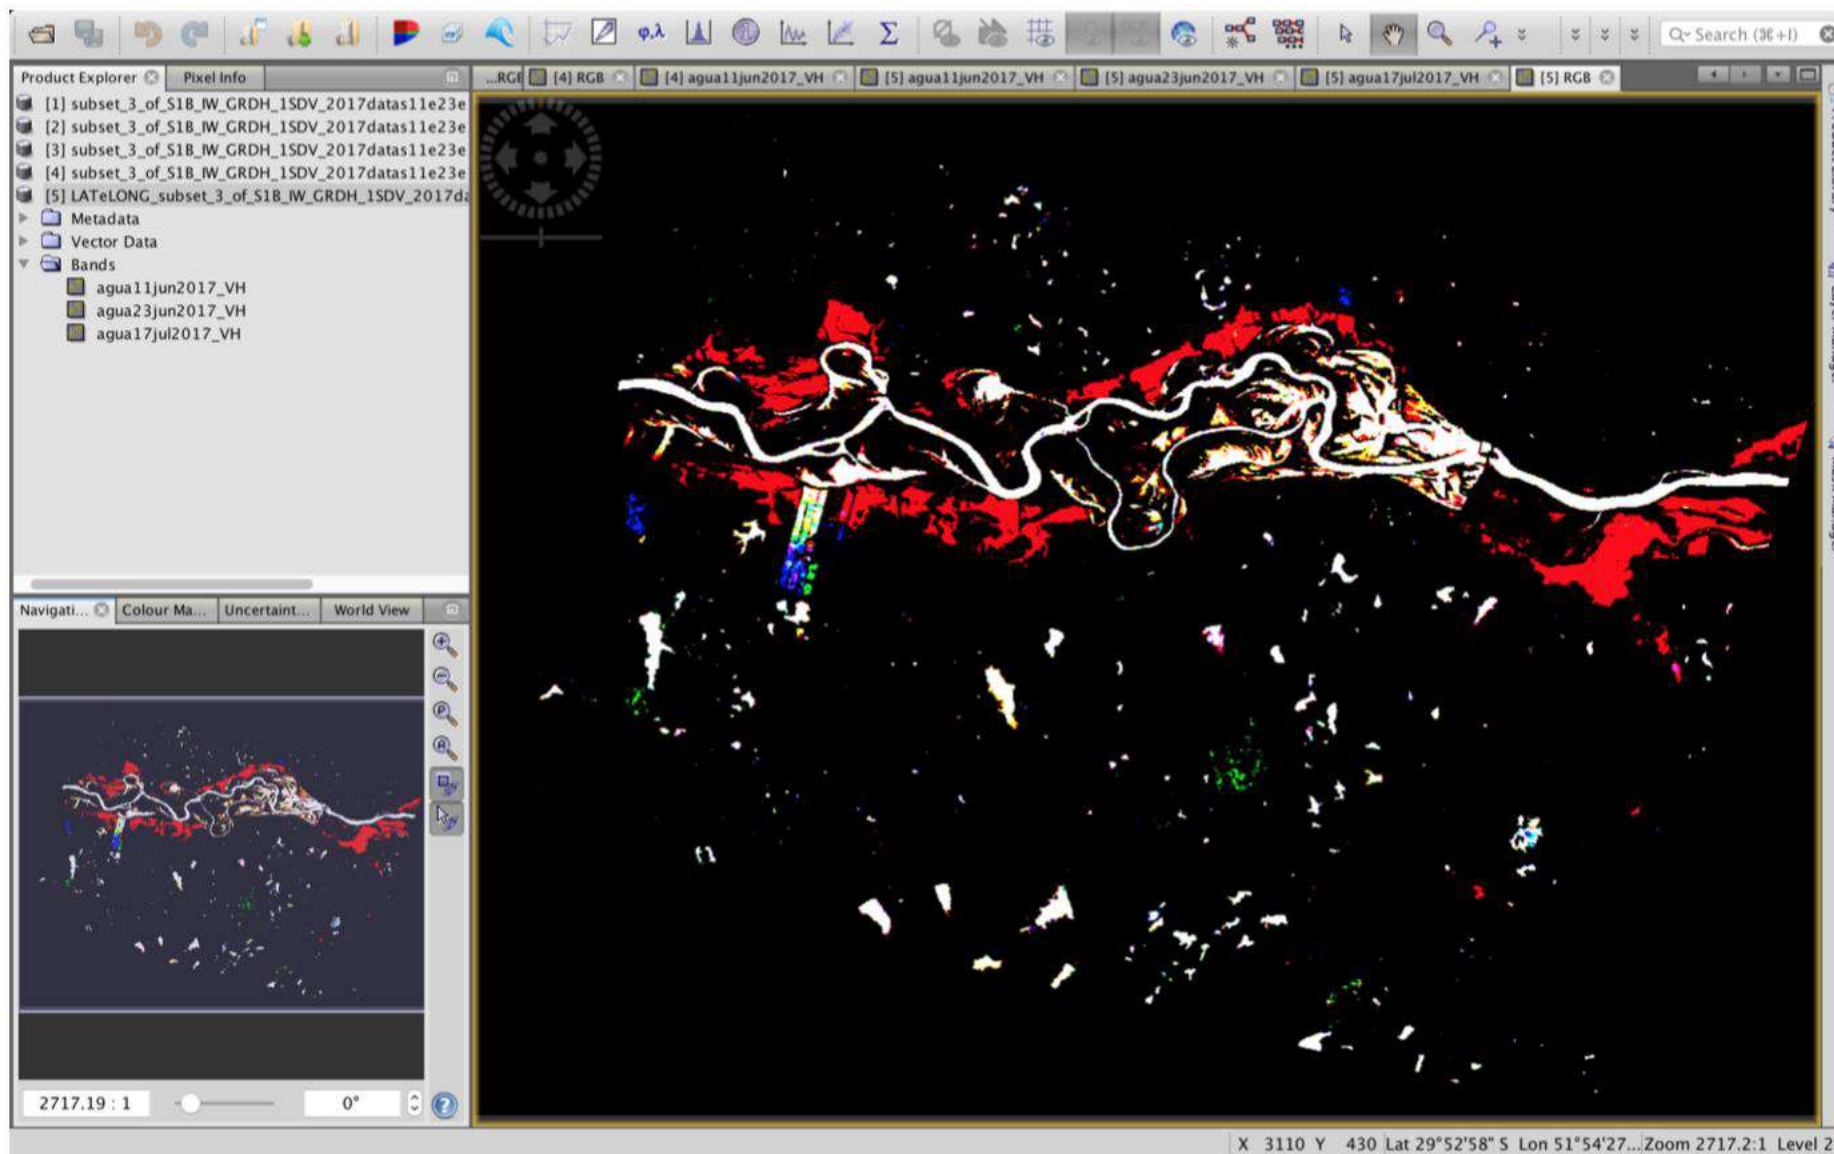 φ,λ Σ Search (⌘+I)
Product Explorer Pixel Info
...RGB [4] RGB [4] agua11jun2017_VH [5] agua11jun2017_VH [5] agua23jun2017_VH [5] agua17jul2017_VH [5] RGB
[1] subset_3_of_S1B_IW_GRDH_1SDV_2017datas11e23e
[2] subset_3_of_S1B_IW_GRDH_1SDV_2017datas11e23e
[3] subset_3_of_S1B_IW_GRDH_1SDV_2017datas11e23e
[4] subset_3_of_S1B_IW_GRDH_1SDV_2017datas11e23e
[5] LATeLONG_subset_3_of_S1B_IW_GRDH_1SDV_2017da
Metadata
Vector Data
Bands
agua11jun2017_VH
agua23jun2017_VH
agua17jul2017_VH
Navigati... Colour Ma... Uncertaint... World View
2717.19 : 1 0°
X 3110 Y 430 Lat 29°52'58" S Lon 51°54'27... Zoom 2717.2:1 Level 2